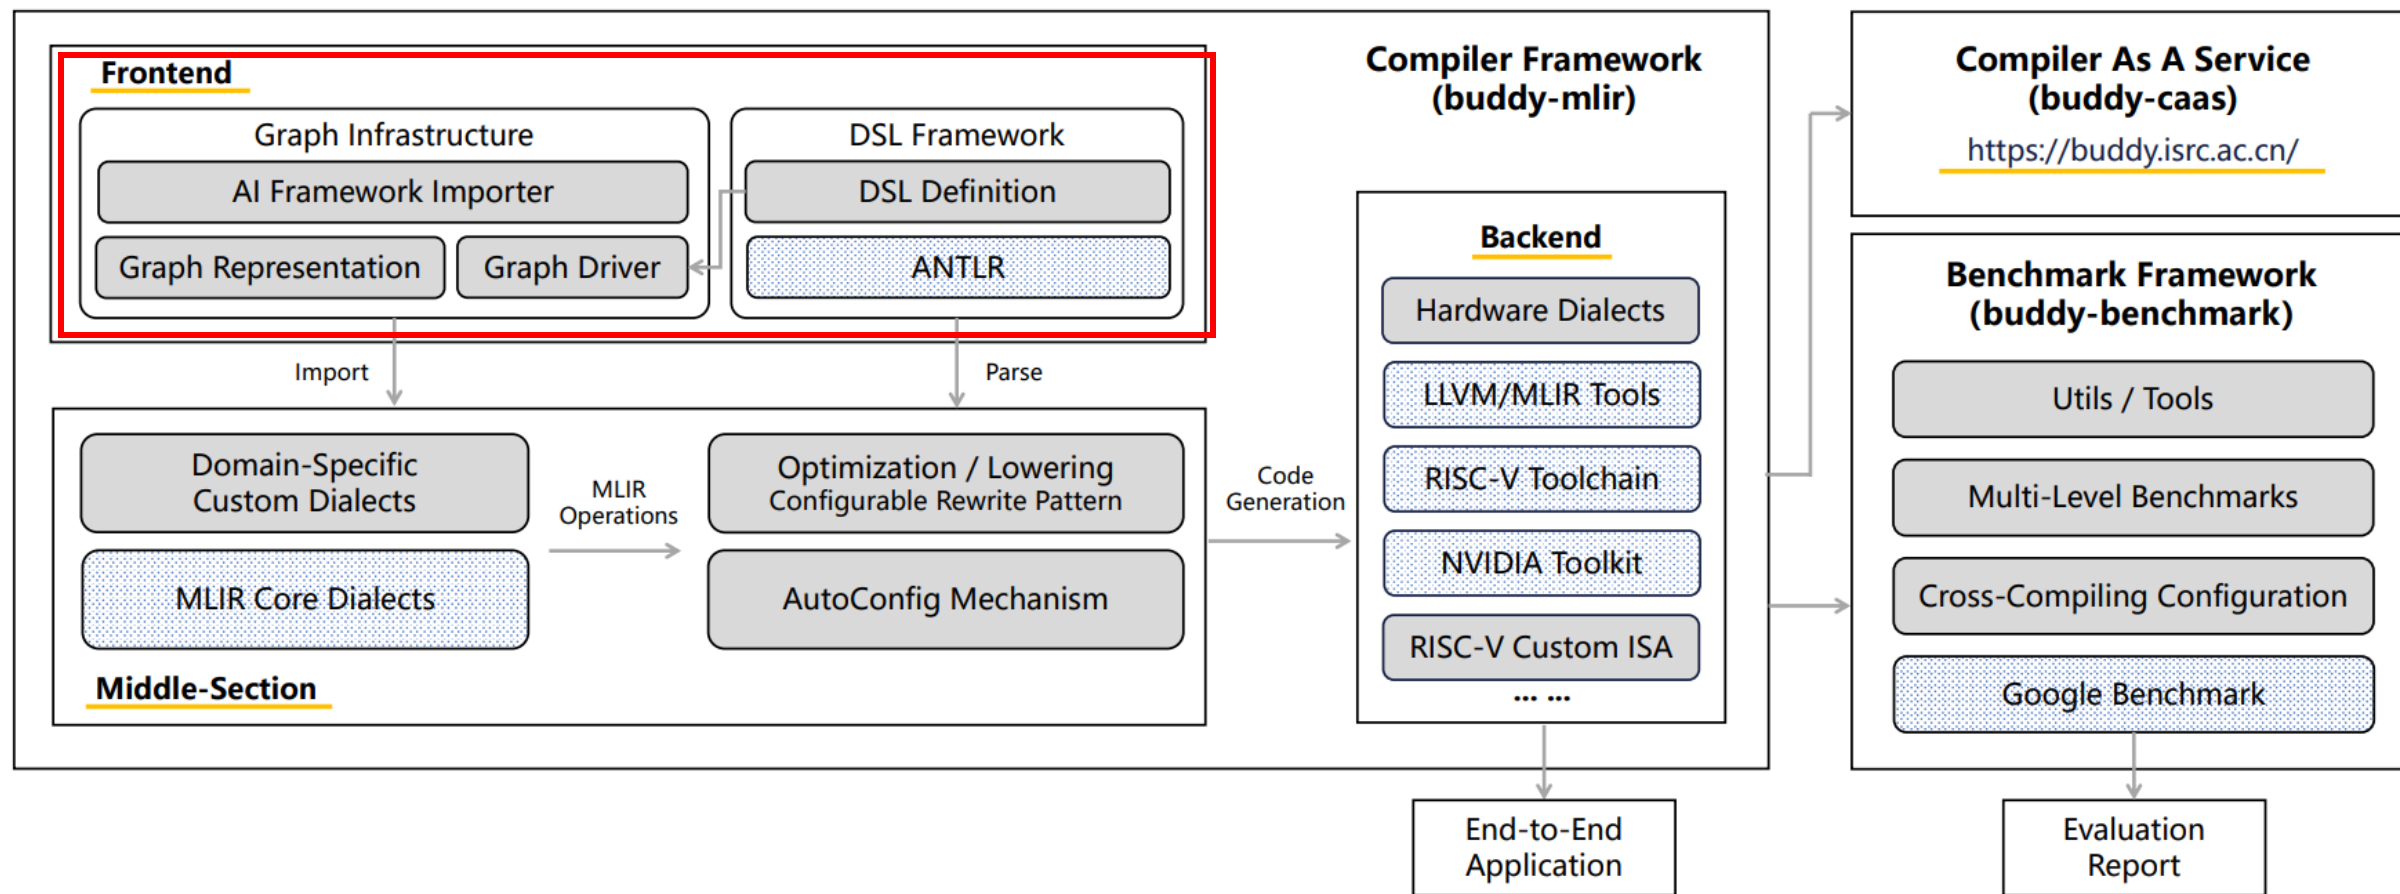 Frontend
Graph Infrastructure
AI Framework Importer
Graph Representation
Graph Driver
DSL Framework
DSL Definition
ANTLR
Import
Parse
Domain-Specific
Custom Dialects
MLIR Core Dialects
MLIR
Operations
Optimization / Lowering
Configurable Rewrite Pattern
AutoConfig Mechanism
Middle-Section
Code
Generation
Compiler Framework
(buddy-mlir)
Backend
Hardware Dialects
LLVM/MLIR Tools
RISC-V Toolchain
NVIDIA Toolkit
RISC-V Custom ISA
... ...
End-to-End
Application
Compiler As A Service
(buddy-caas)
https://buddy.isrc.ac.cn/
Benchmark Framework
(buddy-benchmark)
Utils / Tools
Multi-Level Benchmarks
Cross-Compiling Configuration
Google Benchmark
Evaluation
Report